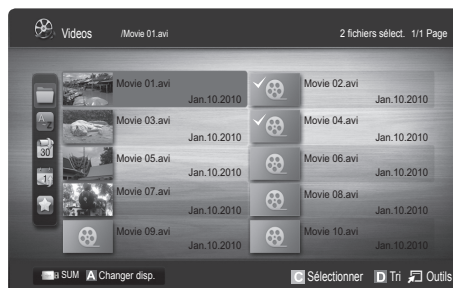 Videos /Movie 01.avi 2 fichiers sélect. 1/1 Page
Movie 01.avi Movie 02.avi
Jan.10.2010 Jan.10.2010
Movie 03.avi Movie 04.avi
Jan.10.2010 Jan.10.2010
Movie 05.avi Movie 06.avi
Jan.10.2010 Jan.10.2010
Movie 07.avi Movie 08.avi
Jan.10.2010 Jan.10.2010
Movie 09.avi Movie 10.avi
Jan.10.2010 Jan.10.2010
SUM A Changer disp. C Sélectionner D Tri Outils
A
Z
30
1